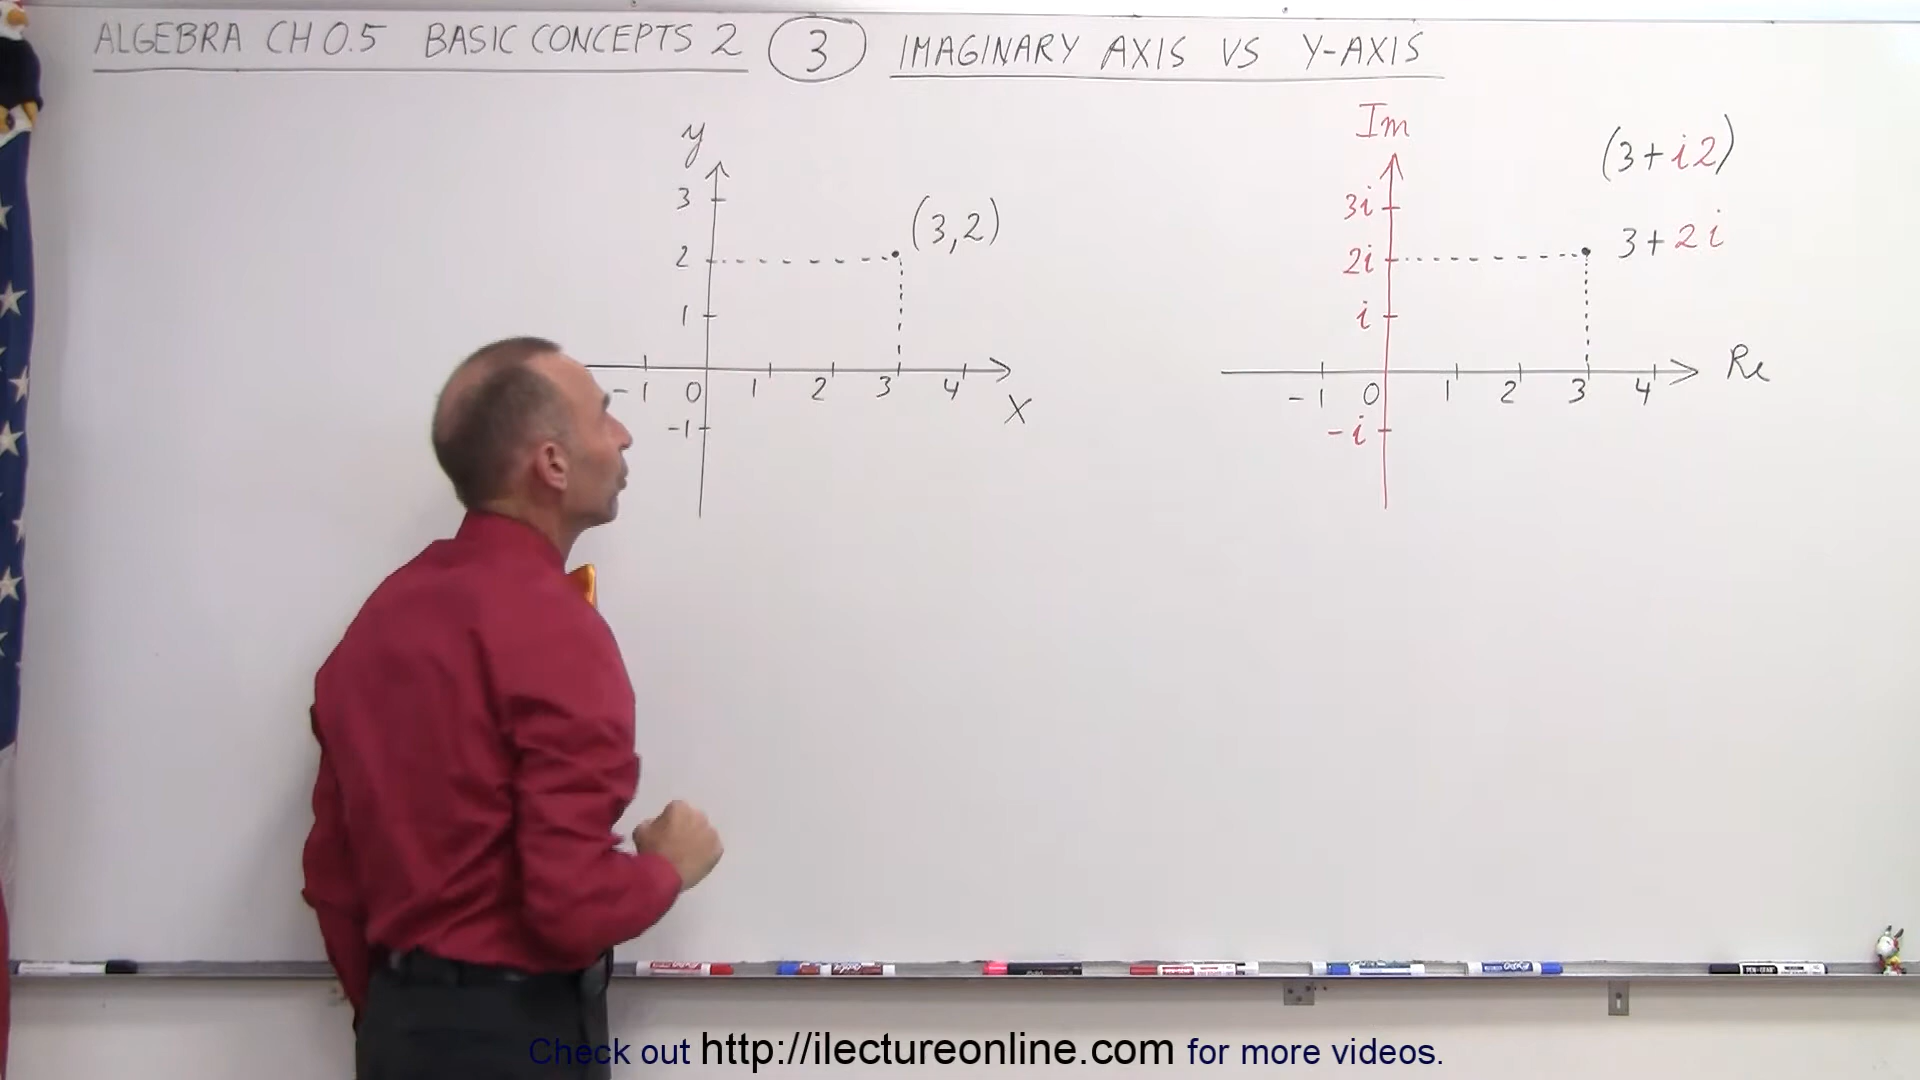 ALGEBRA CH 0.5 BASIC CONCEPTS 2 3 IMAGINARY AXIS VS Y-AXIS
y
3
2
1
-1
-1 0 1 2 3 4
x
(3,2)
Im
3i
2i
i
-i
-1 0 1 2 3 4
Re
(3+i2)
3+2i
Check out http://ilectureonline.com for more videos.